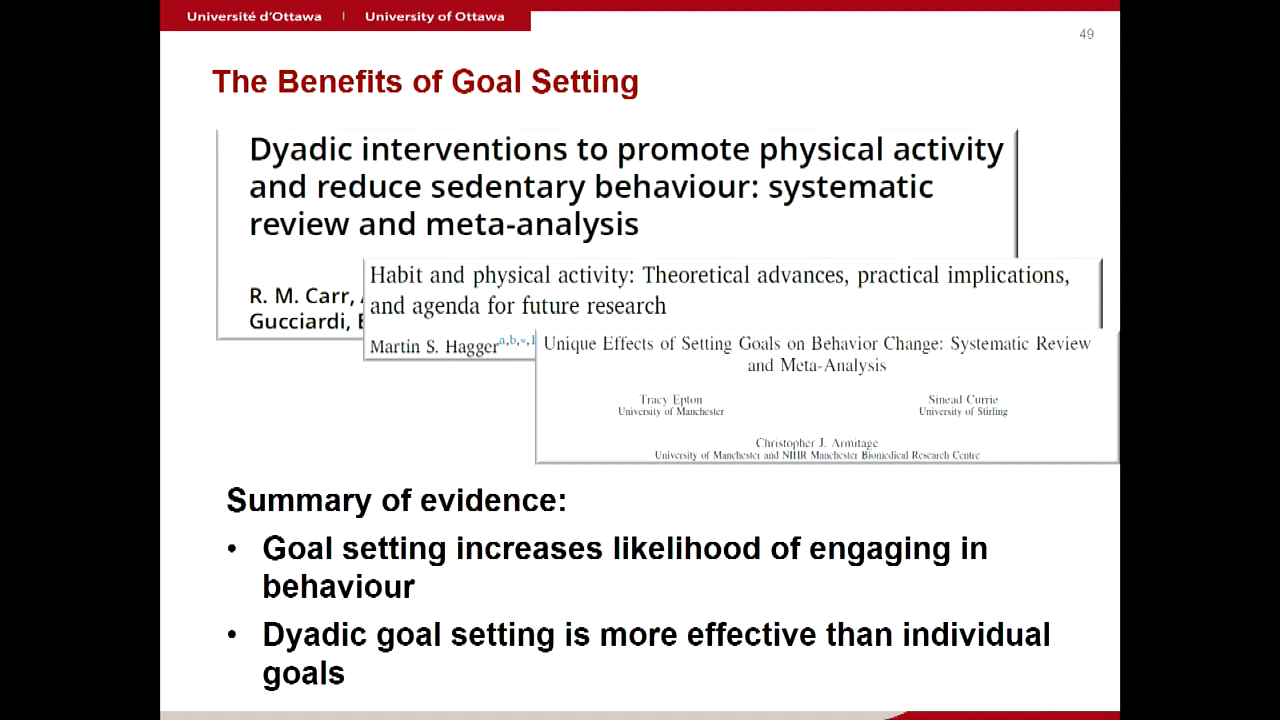 Université d'Ottawa | University of Ottawa
49
The Benefits of Goal Setting
Dyadic interventions to promote physical activity
and reduce sedentary behaviour: systematic
review and meta-analysis
R. M. Carr,
Gucciardi,
Habit and physical activity: Theoretical advances, practical implications,
and agenda for future research
Martin S. Hagger a,b,*,
Unique Effects of Setting Goals on Behavior Change: Systematic Review
and Meta-Analysis
Tracy Epton
University of Manchester
Sinead Currie
University of Stirling
Christopher J. Armitage
University of Manchester and NIHR Manchester Biomedical Research Centre
Summary of evidence:
• Goal setting increases likelihood of engaging in
behaviour
• Dyadic goal setting is more effective than individual
goals